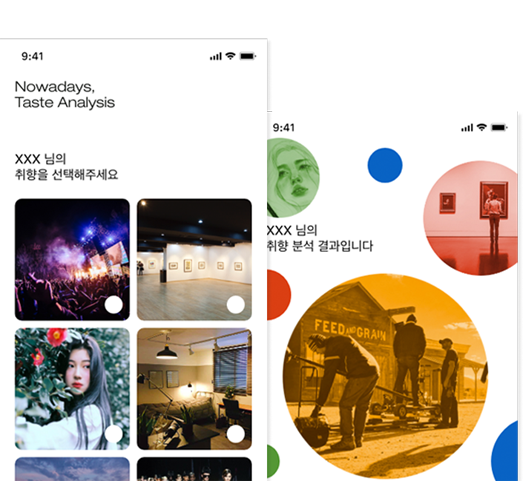 9:41
Nowadays,
Taste Analysis
XXX 님의
취향을 선택해주세요
9:41
XXX 님의
취향 분석 결과입니다
FEED AND GRAIN